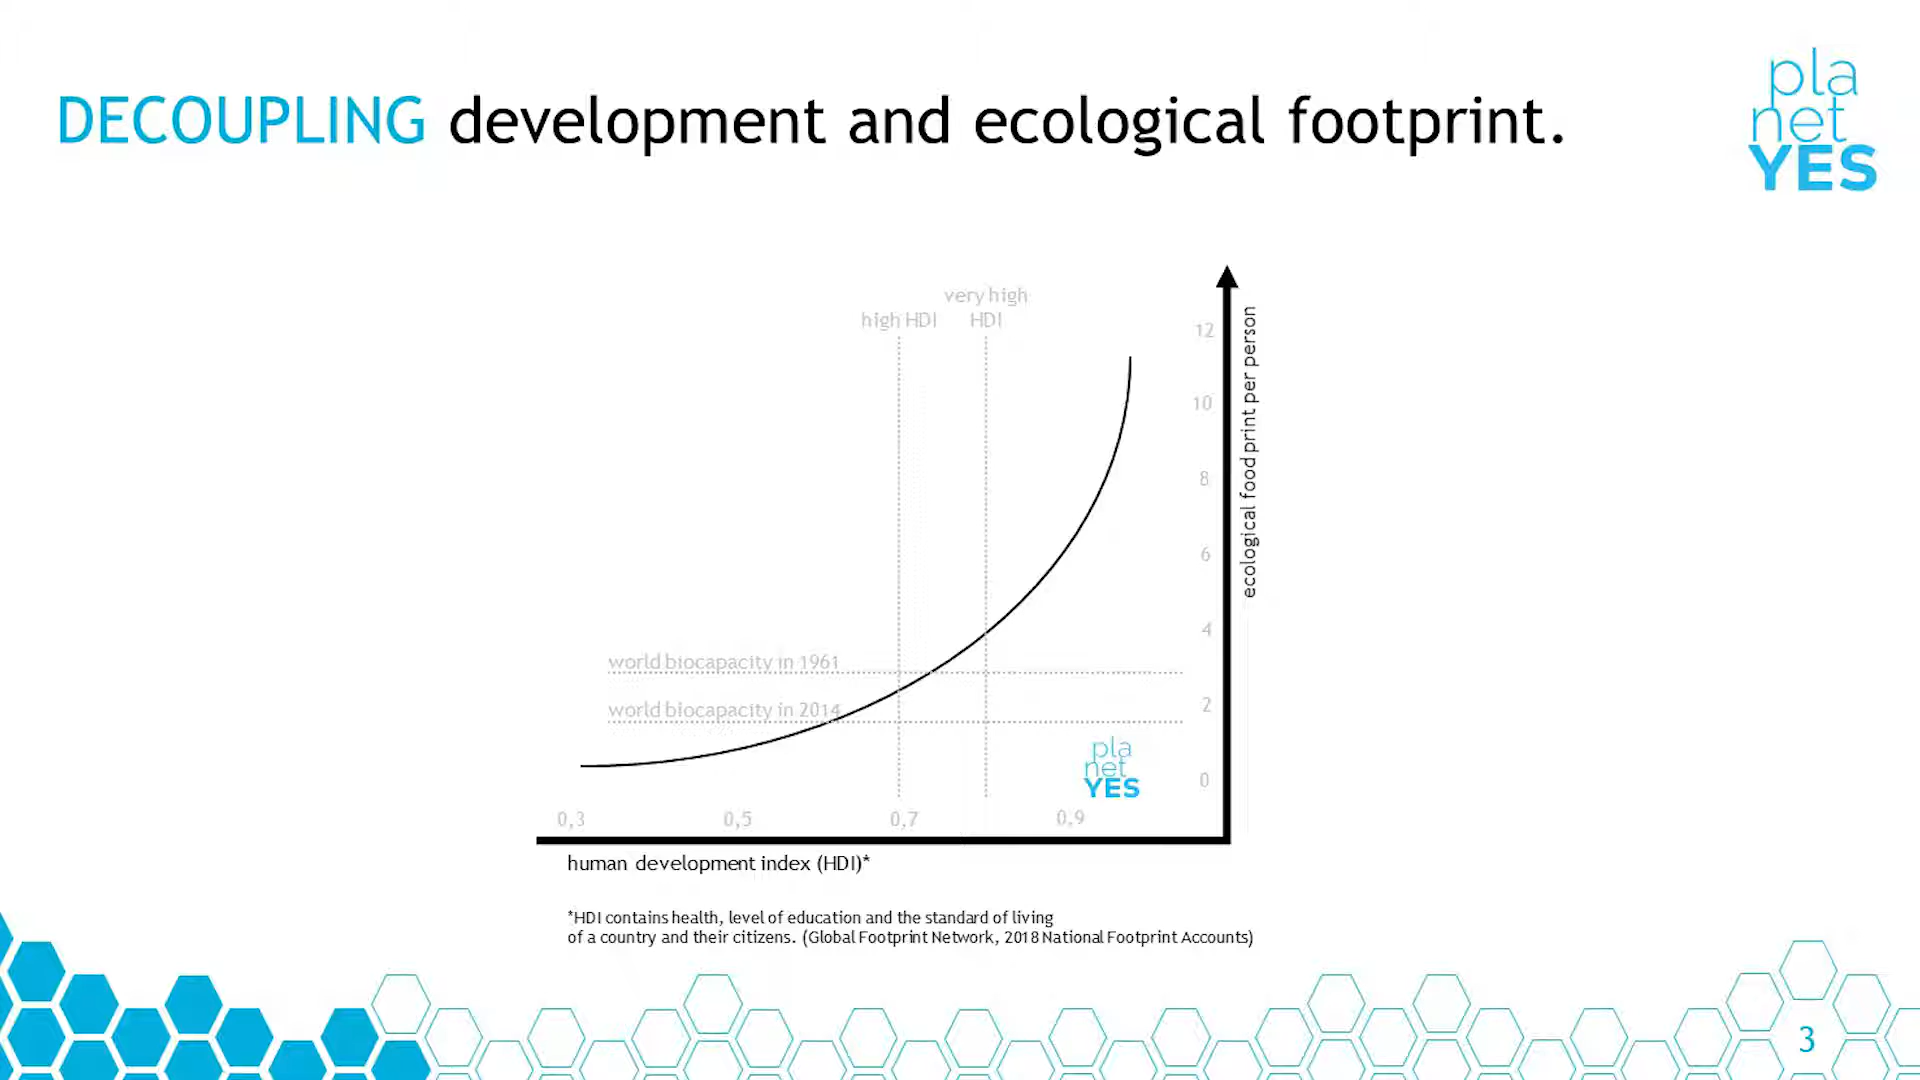 DECOUPLING development and ecological footprint.
pla
net
YES
very high
high HDI HDI
12
10
8
6
4
2
0
ecological food print per person
world biocapacity in 1961
world biocapacity in 2014
pla
net
YES
0,3 0,5 0,7 0,9
human development index (HDI)*
*HDI contains health, level of education and the standard of living
of a country and their citizens. (Global Footprint Network, 2018 National Footprint Accounts)
3